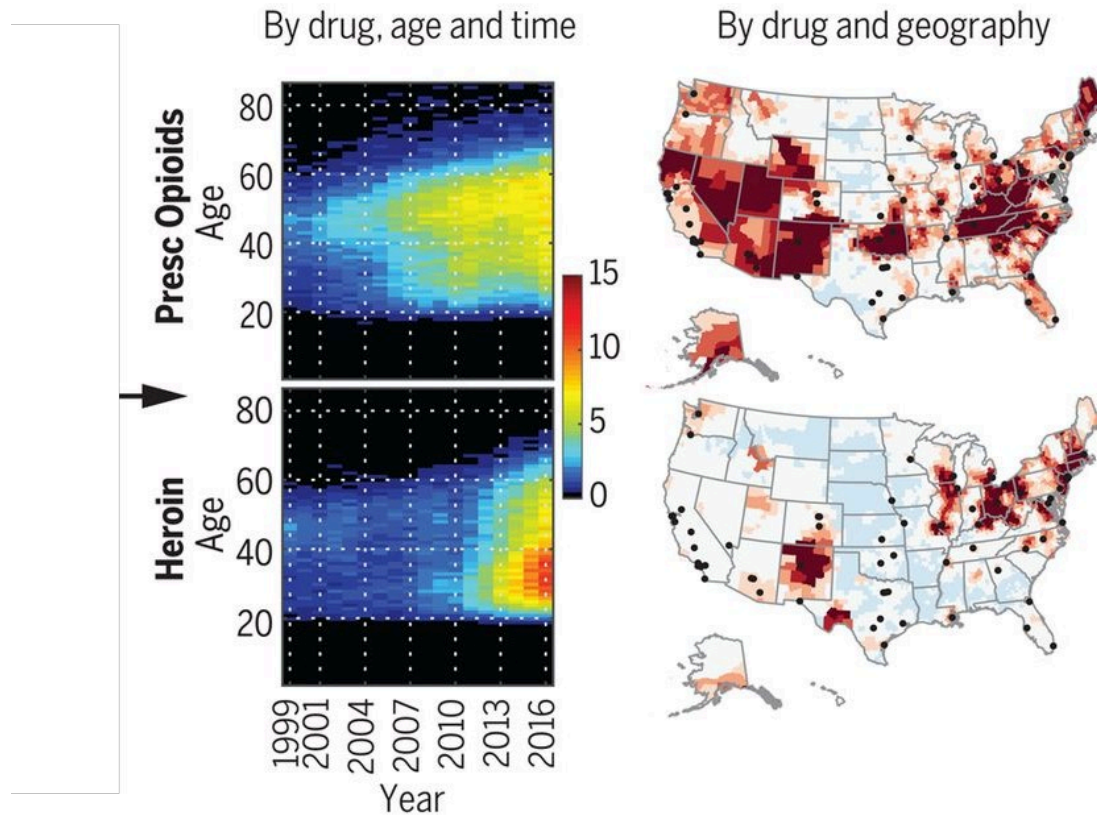 By drug, age and time
By drug and geography
Presc Opioids
Age
80
60
40
20
15
10
5
0
Heroin
Age
80
60
40
20
1999
2001
2004
2007
2010
2013
2016
Year